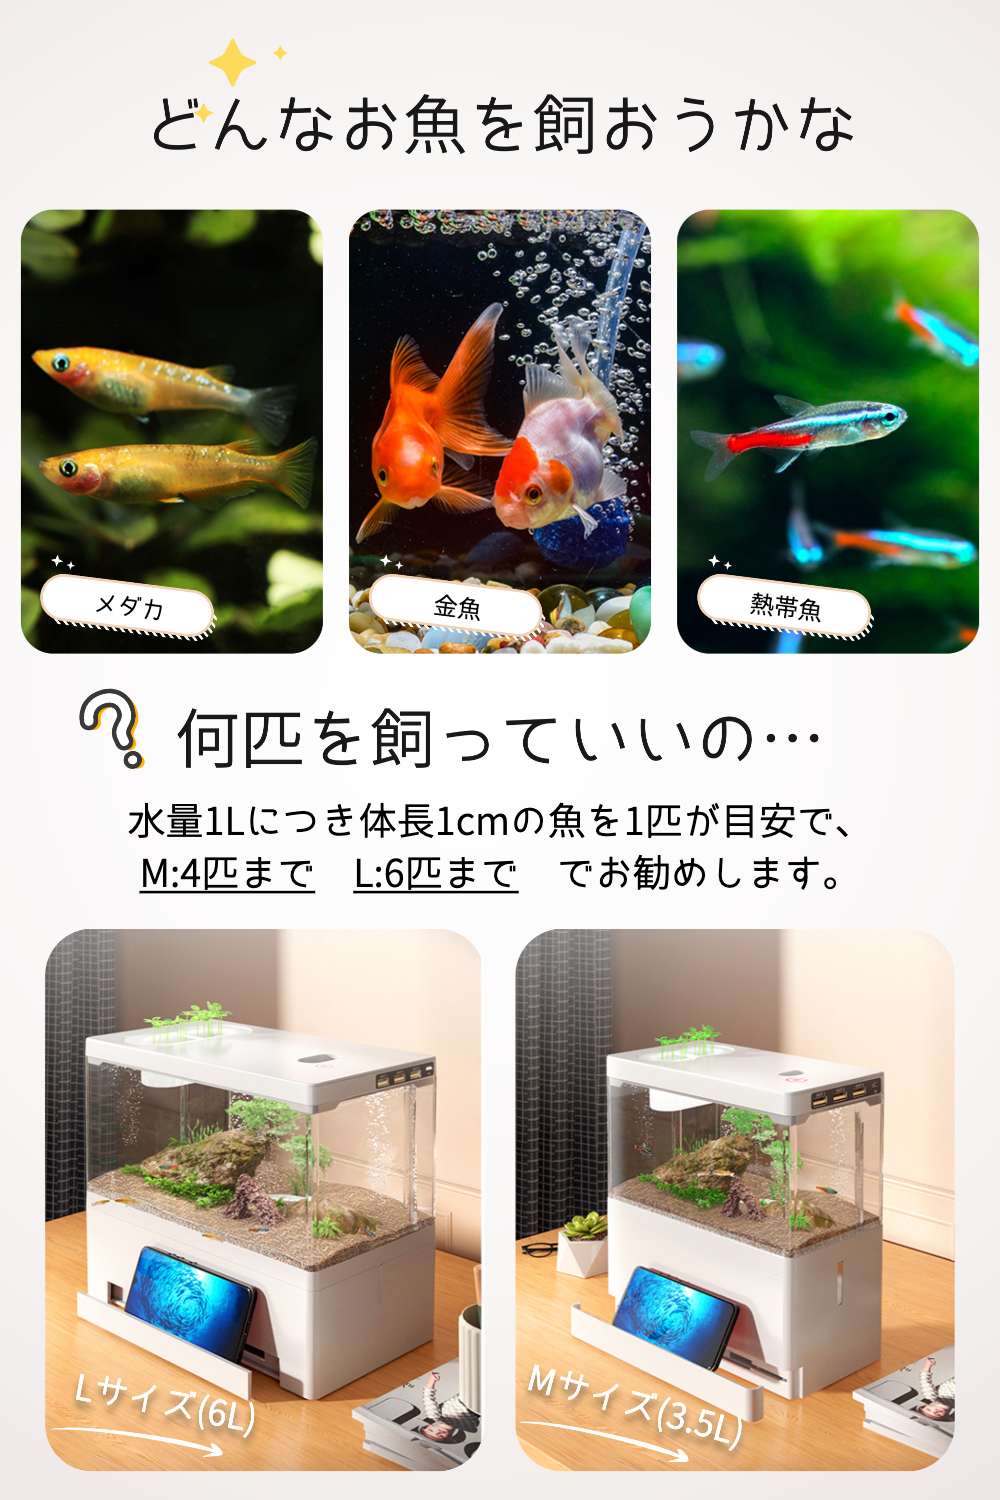 どんなお魚を飼おうかな
メダカ
金魚
熱帯魚
何匹を飼っていいの…
水量1Lにつき体長1cmの魚を1匹が目安で、
M:4匹まで　L:6匹まで　でお勧めします。
Lサイズ(6L)
Mサイズ(3.5L)